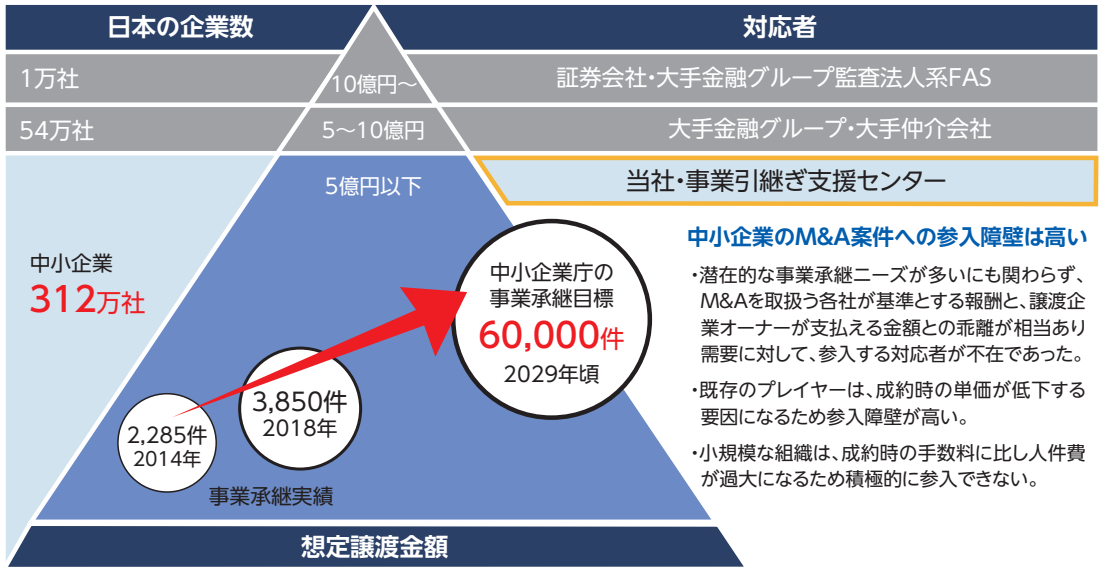 日本の企業数
対応者
1万社
10億円〜
証券会社・大手金融グループ監査法人系FAS
54万社
5〜10億円
大手金融グループ・大手仲介会社
5億円以下
当社・事業引継ぎ支援センター
中小企業
312万社
中小企業庁の
事業承継目標
60,000件
2029年頃
3,850件
2018年
2,285件
2014年
事業承継実績
想定譲渡金額
中小企業のM&A案件への参入障壁は高い
・潜在的な事業承継ニーズが多いにも関わらず、
M&Aを取扱う各社が基準とする報酬と、譲渡企
業オーナーが支払える金額との乖離が相当あり
需要に対して、参入する対応者が不在であった。
・既存のプレイヤーは、成約時の単価が低下する
要因になるため参入障壁が高い。
・小規模な組織は、成約時の手数料に比し人件費
が過大になるため積極的に参入できない。